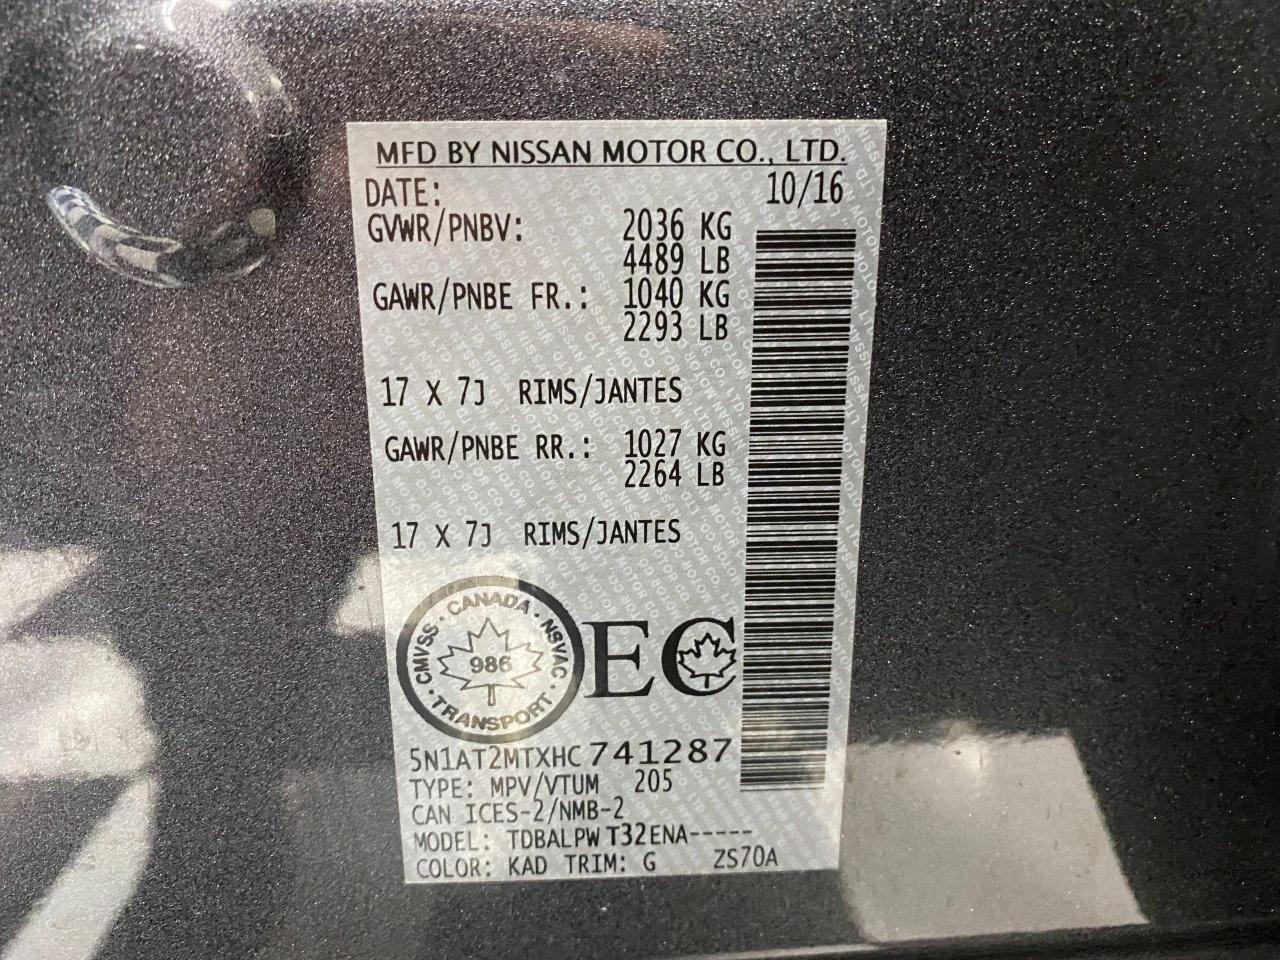 MFD BY NISSAN MOTOR CO., LTD.
DATE: 10/16
GVWR/PNBV: 2036 KG
4489 LB
GAWR/PNBE FR.: 1040 KG
2293 LB
17 X 7J RIMS/JANTES
GAWR/PNBE RR.: 1027 KG
2264 LB
17 X 7J RIMS/JANTES
CMVSS · CANADA · NSVAC · TRANSPORT ·
986
EC
5N1AT2MTXHC741287
TYPE: MPV/VTUM 205
CAN ICES-2/NMB-2
MODEL: TDBALPW T32ENA-----
COLOR: KAD TRIM: G ZS70A